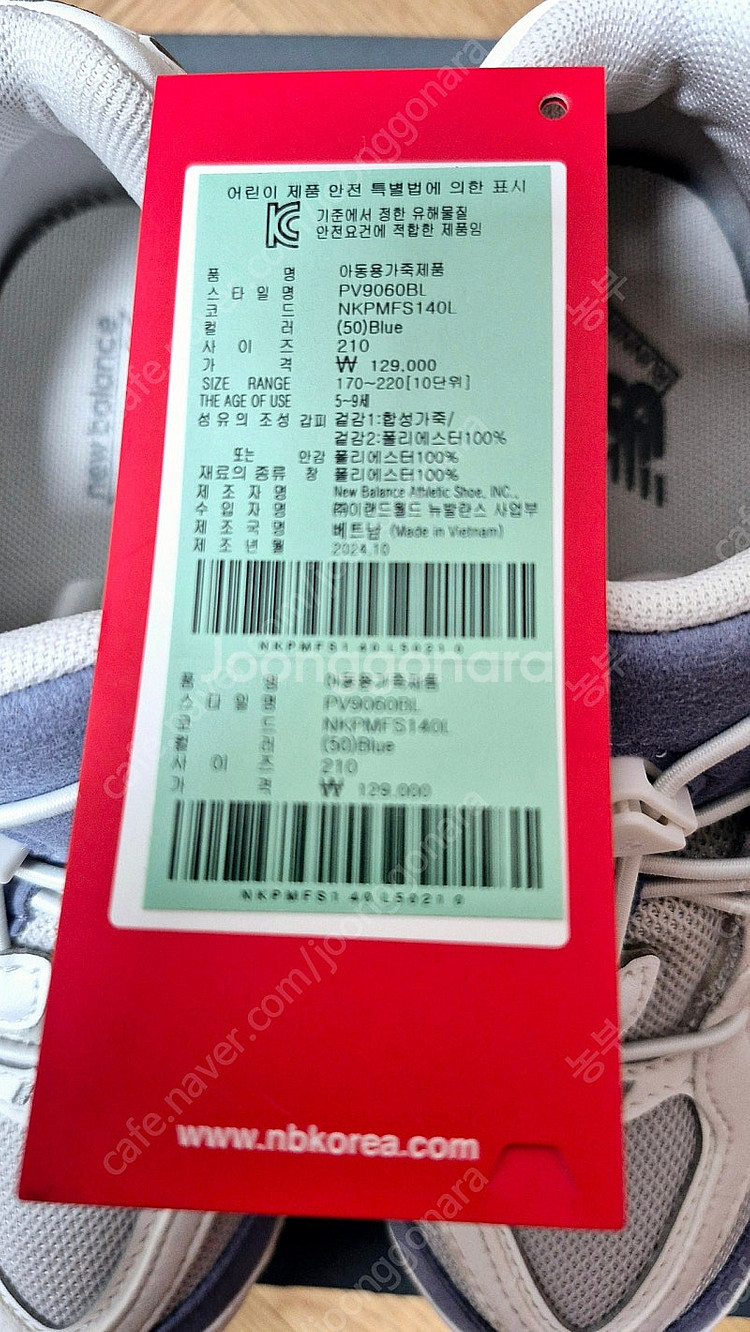 어린이 제품 안전 특별법에 의한 표시
기준에서 정한 유해물질
안전요건에 적합한 제품임
품 명 아동용가죽제품
스 타 일 명 PV9060BL
코 드 NKPMFS140L
컬 러 (50)Blue
사 이 즈 210
가 격 ₩ 129,000
SIZE RANGE 170~220[10단위]
THE AGE OF USE 5~9세
섬유의 조성 갑피 겉감1:합성가죽/
겉감2:폴리에스터100%
또는 안감 폴리에스터100%
재료의 종류 창 폴리에스터100%
제 조 자 명 New Balance Athletic Shoe, INC.,
수 입 자 명 ㈜이랜드월드 뉴발란스 사업부
제 조 국 명 베트남 (Made in Vietnam)
제 조 년 월 2024.10
NKPMFS140L50210
Joonggonara
품 명 아동용가죽제품
스 타 일 명 PV9060BL
코 드 NKPMFS140L
컬 러 (50)Blue
사 이 즈 210
가 격 ₩ 129,000
NKPMFS140L50210
www.nbkorea.com
new balance
cafe.naver.com/joonggonara
농부